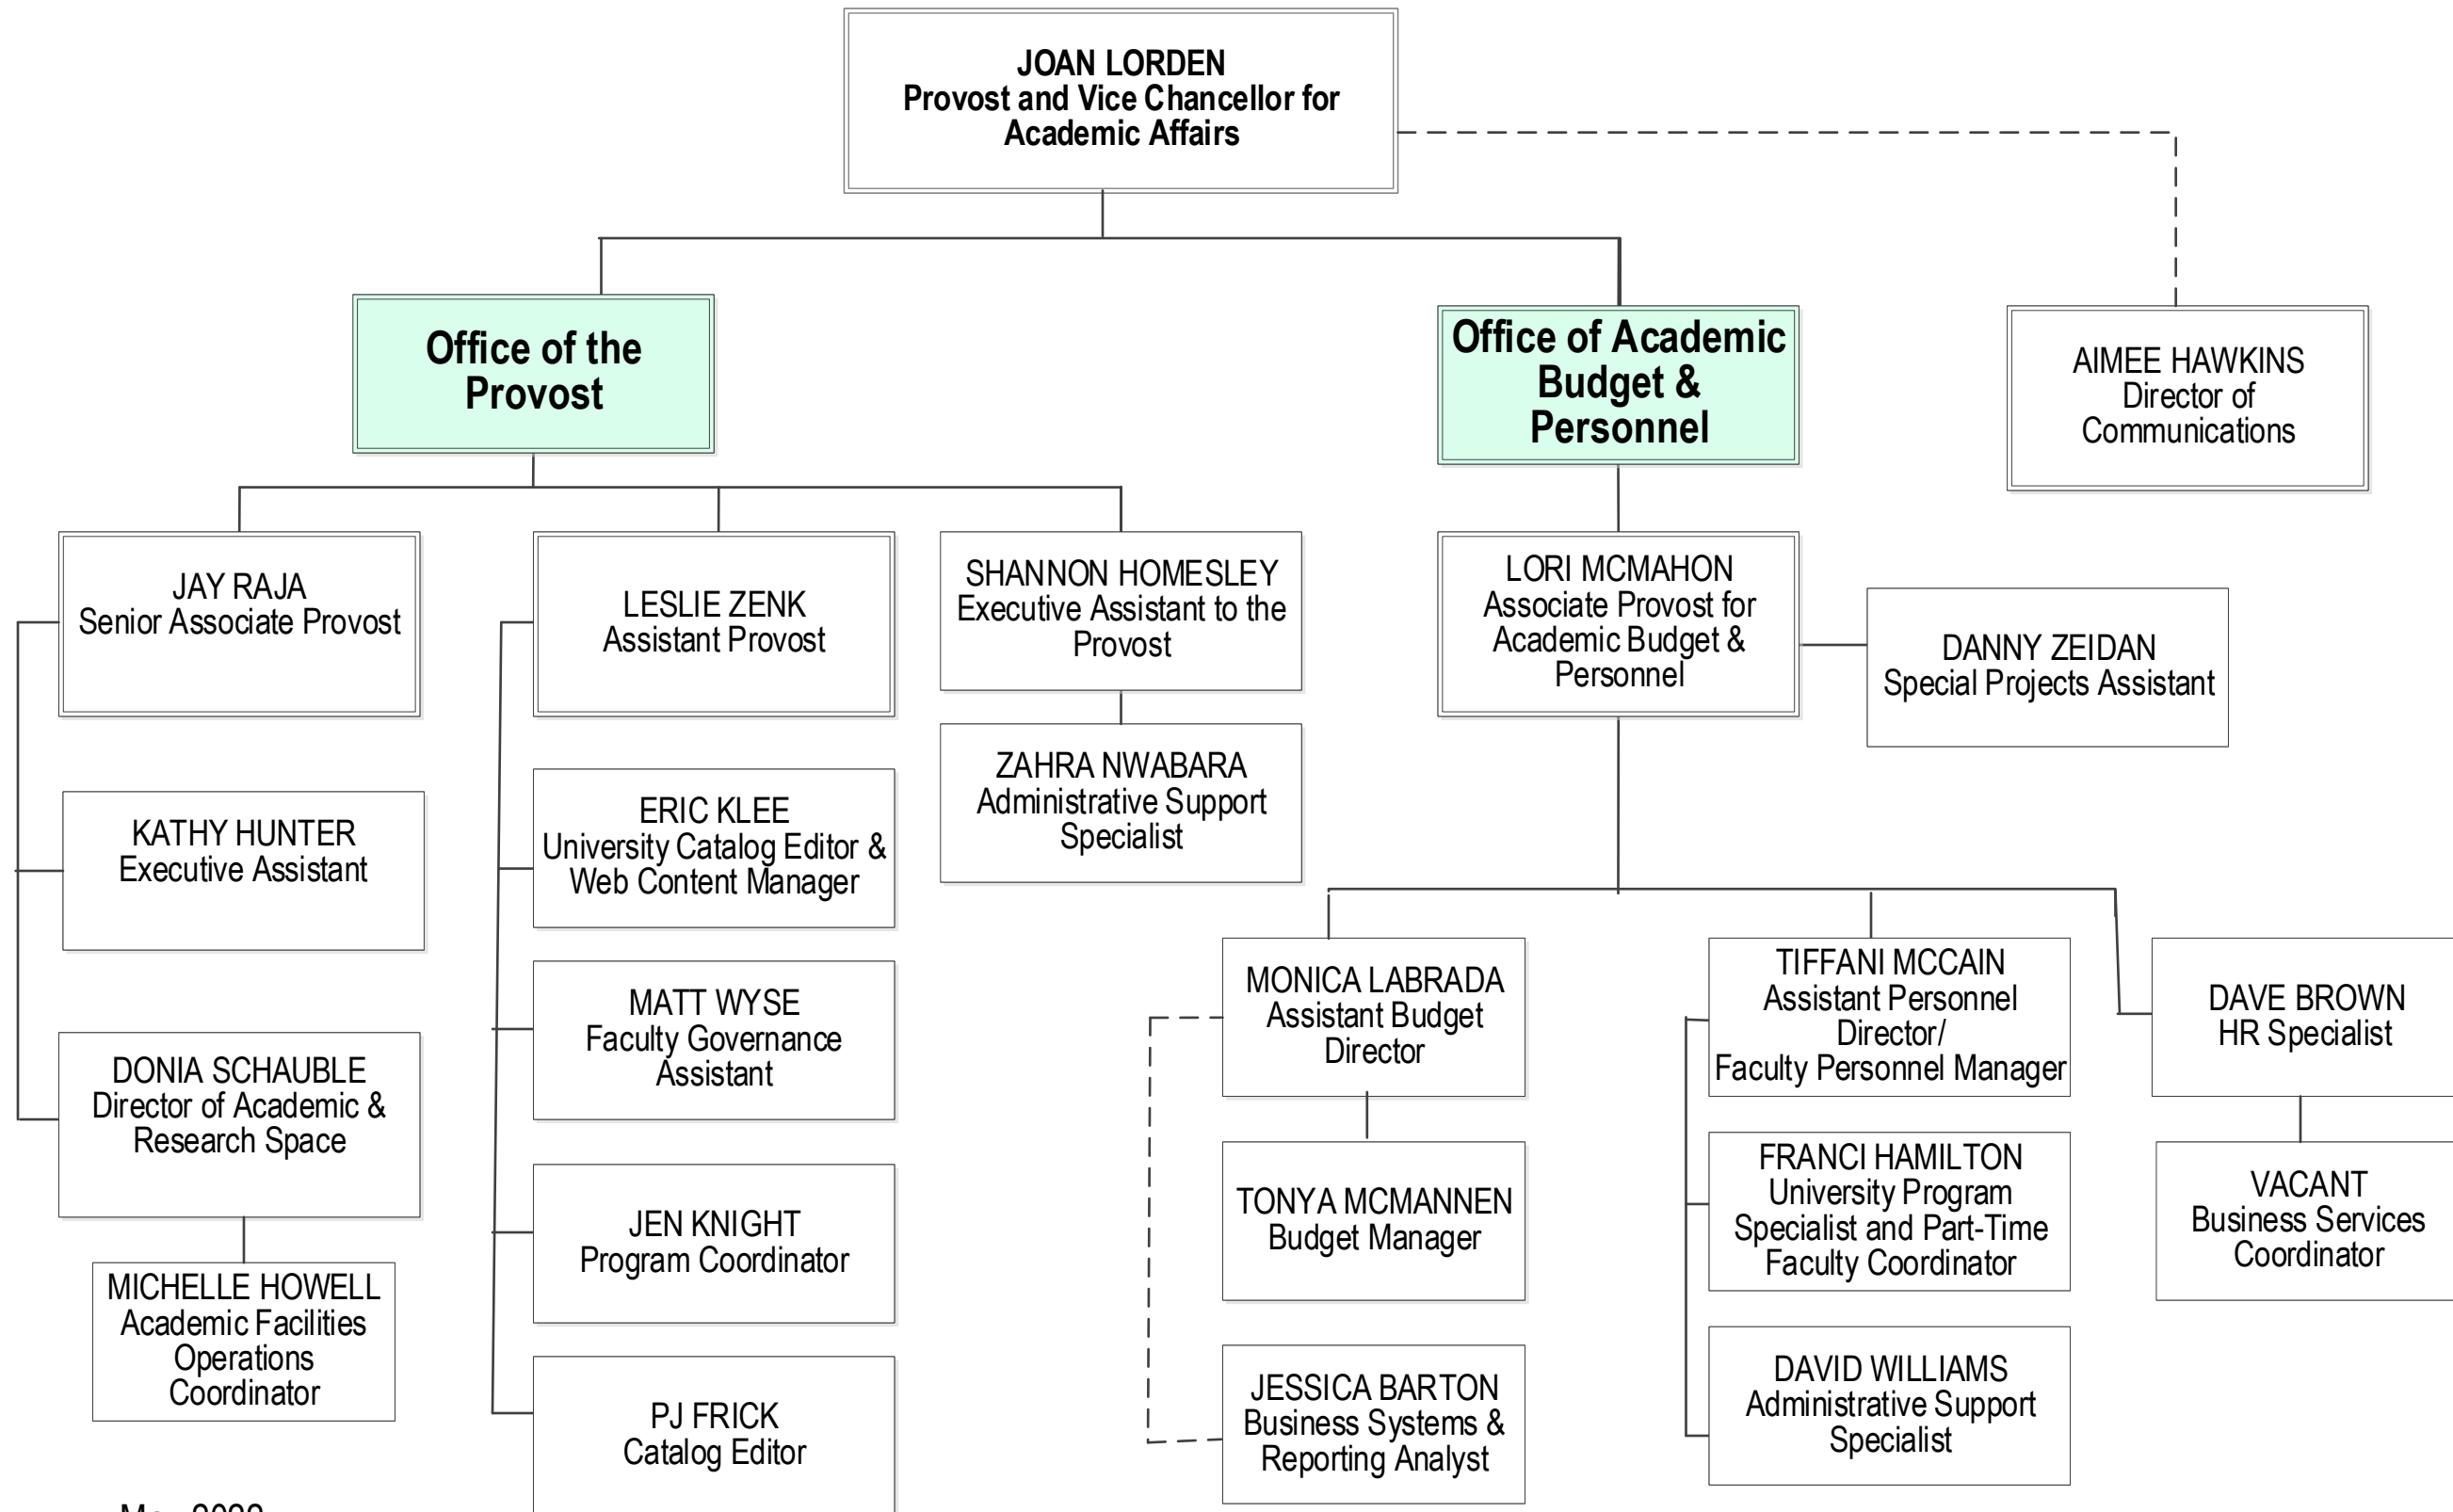 JOAN LORDEN
Provost and Vice Chancellor for
Academic Affairs
Office of the
Provost
Office of Academic
Budget &
Personnel
AIMEE HAWKINS
Director of
Communications
JAY RAJA
Senior Associate Provost
LESLIE ZENK
Assistant Provost
SHANNON HOMESLEY
Executive Assistant to the
Provost
LORI MCMAHON
Associate Provost for
Academic Budget &
Personnel
DANNY ZEIDAN
Special Projects Assistant
KATHY HUNTER
Executive Assistant
ERIC KLEE
University Catalog Editor &
Web Content Manager
ZAHRA NWABARA
Administrative Support
Specialist
DONIA SCHAUBLE
Director of Academic &
Research Space
MATT WYSE
Faculty Governance
Assistant
MONICA LABRADA
Assistant Budget
Director
TIFFANI MCCAIN
Assistant Personnel
Director/
Faculty Personnel Manager
DAVE BROWN
HR Specialist
MICHELLE HOWELL
Academic Facilities
Operations
Coordinator
JEN KNIGHT
Program Coordinator
TONYA MCMANNEN
Budget Manager
FRANCI HAMILTON
University Program
Specialist and Part-Time
Faculty Coordinator
VACANT
Business Services
Coordinator
PJ FRICK
Catalog Editor
JESSICA BARTON
Business Systems &
Reporting Analyst
DAVID WILLIAMS
Administrative Support
Specialist